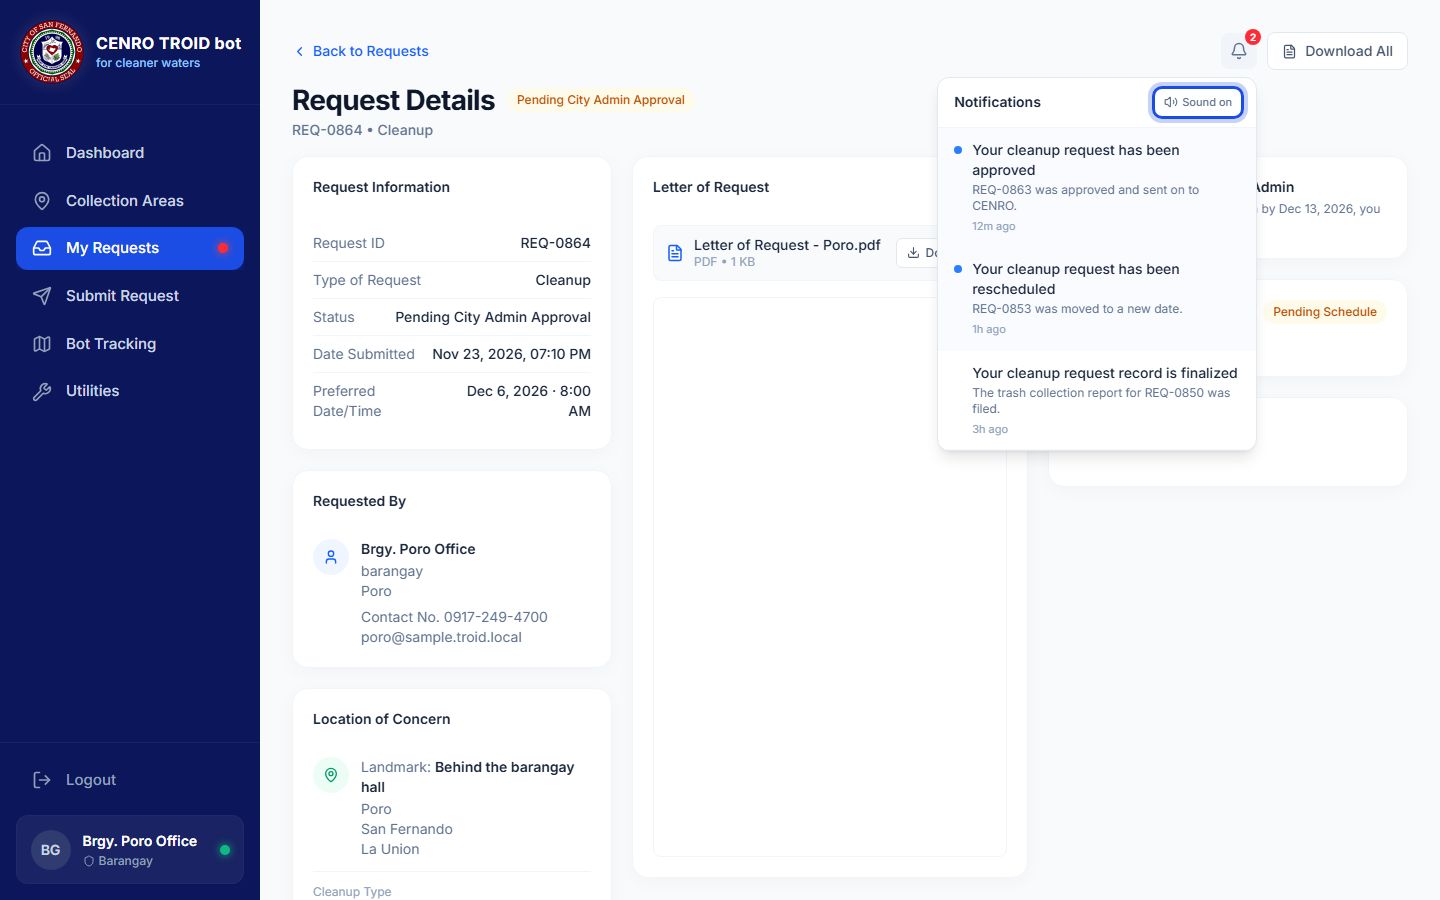 CITY OF SAN FERNANDO
OFFICIAL SEAL
CENRO TROID bot
for cleaner waters
Dashboard
Collection Areas
My Requests
Submit Request
Bot Tracking
Utilities
Logout
BG
Brgy. Poro Office
Barangay
Back to Requests
2
Download All
Request Details
Pending City Admin Approval
REQ-0864 • Cleanup
Request Information
Request ID REQ-0864
Type of Request Cleanup
Status Pending City Admin Approval
Date Submitted Nov 23, 2026, 07:10 PM
Preferred Dec 6, 2026 · 8:00
Date/Time AM
Requested By
Brgy. Poro Office
barangay
Poro
Contact No. 0917-249-4700
poro@sample.troid.local
Location of Concern
Landmark: Behind the barangay
hall
Poro
San Fernando
La Union
Cleanup Type
Letter of Request
Letter of Request - Poro.pdf
PDF • 1 KB
Notifications
Sound on
Your cleanup request has been
approved
REQ-0863 was approved and sent on to
CENRO.
12m ago
Your cleanup request has been
rescheduled
REQ-0853 was moved to a new date.
1h ago
Your cleanup request record is finalized
The trash collection report for REQ-0850 was
filed.
3h ago
Admin
by Dec 13, 2026, you
Pending Schedule